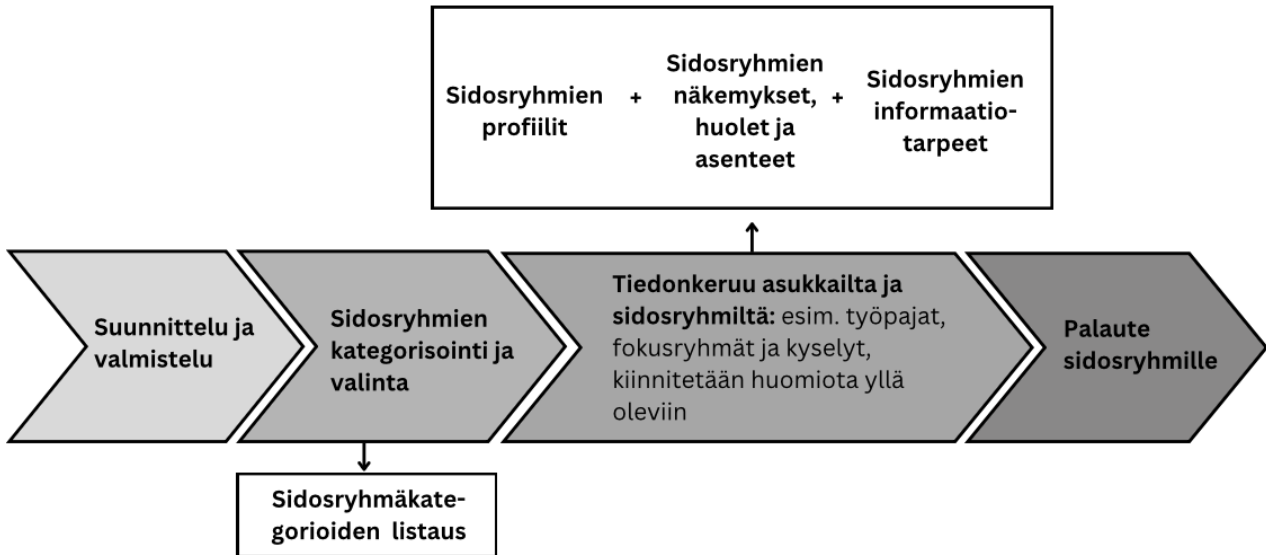 Sidosryhmien
profiilit
+
Sidosryhmien
näkemykset,
huolet ja
asenteet
+
Sidosryhmien
informaatio-
tarpeet
Suunnittelu ja
valmistelu
Sidosryhmien
kategorisointi ja
valinta
Tiedonkeruu asukkailta ja
sidosryhmiltä: esim. työpajat,
fokusryhmät ja kyselyt,
kiinnitetään huomiota yllä
oleviin
Palaute
sidosryhmille
Sidosryhmäkate-
gorioiden listaus